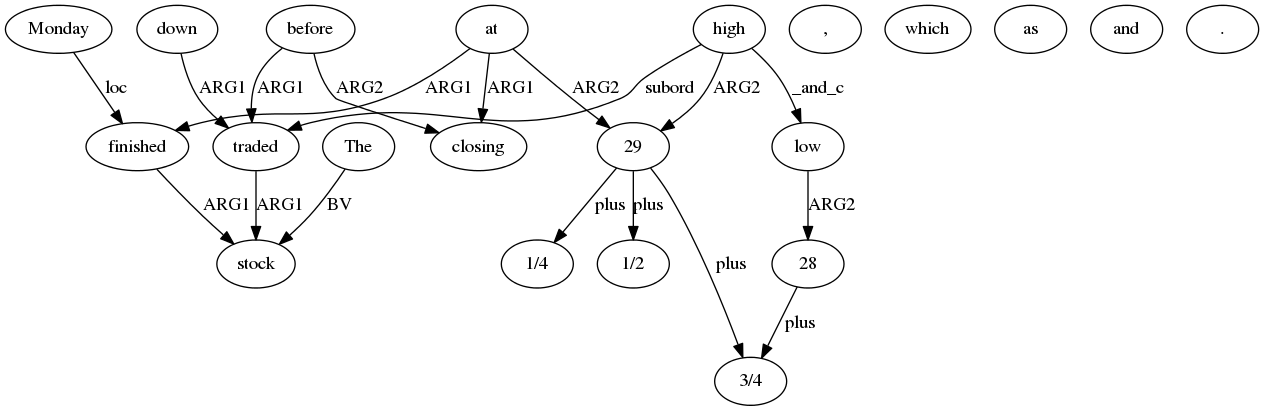 Monday down before at high , which as and .
loc ARG1 ARG1 ARG2 ARG1 ARG1 ARG2 subord ARG2 _and_c
finished traded The closing 29 low
ARG1 ARG1 BV plus plus ARG2
stock 1/4 1/2 plus 28
plus
3/4